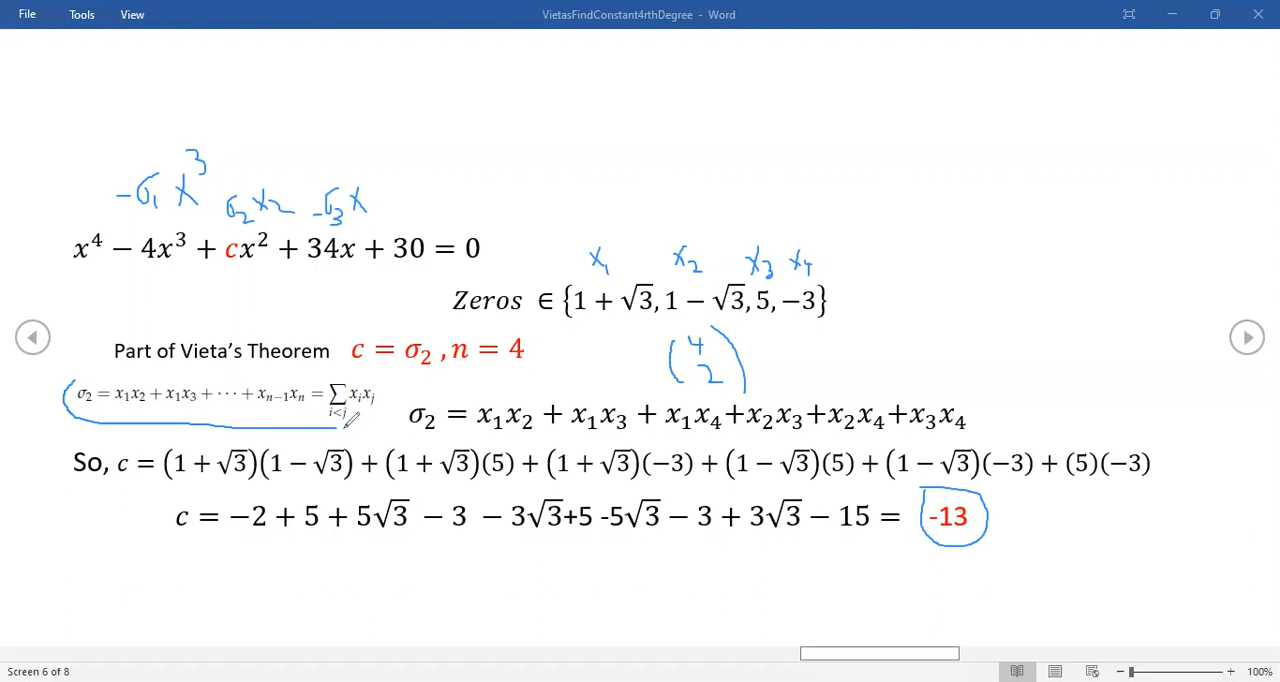 File Tools View VietasFindConstant4rthDegree - Word
-σ₁ x³ σ₂ x2 -σ₃ x
x⁴ − 4x³ + cx² + 34x + 30 = 0
x₁ x₂ x₃ x₄
Zeros ∈ {1 + √3, 1 − √3, 5, −3}
Part of Vieta's Theorem c = σ₂ , n = 4
(4
2)
σ₂ = x₁x₂ + x₁x₃ + ⋯ + xₙ₋₁xₙ = ∑ i<j xᵢxⱼ
σ₂ = x₁x₂ + x₁x₃ + x₁x₄+x₂x₃+x₂x₄+x₃x₄
So, c = (1 + √3)(1 − √3) + (1 + √3)(5) + (1 + √3)(−3) + (1 − √3)(5) + (1 − √3)(−3) + (5)(−3)
c = −2 + 5 + 5√3 − 3 − 3√3+5 -5√3 − 3 + 3√3 − 15 = -13
Screen 6 of 8 100%